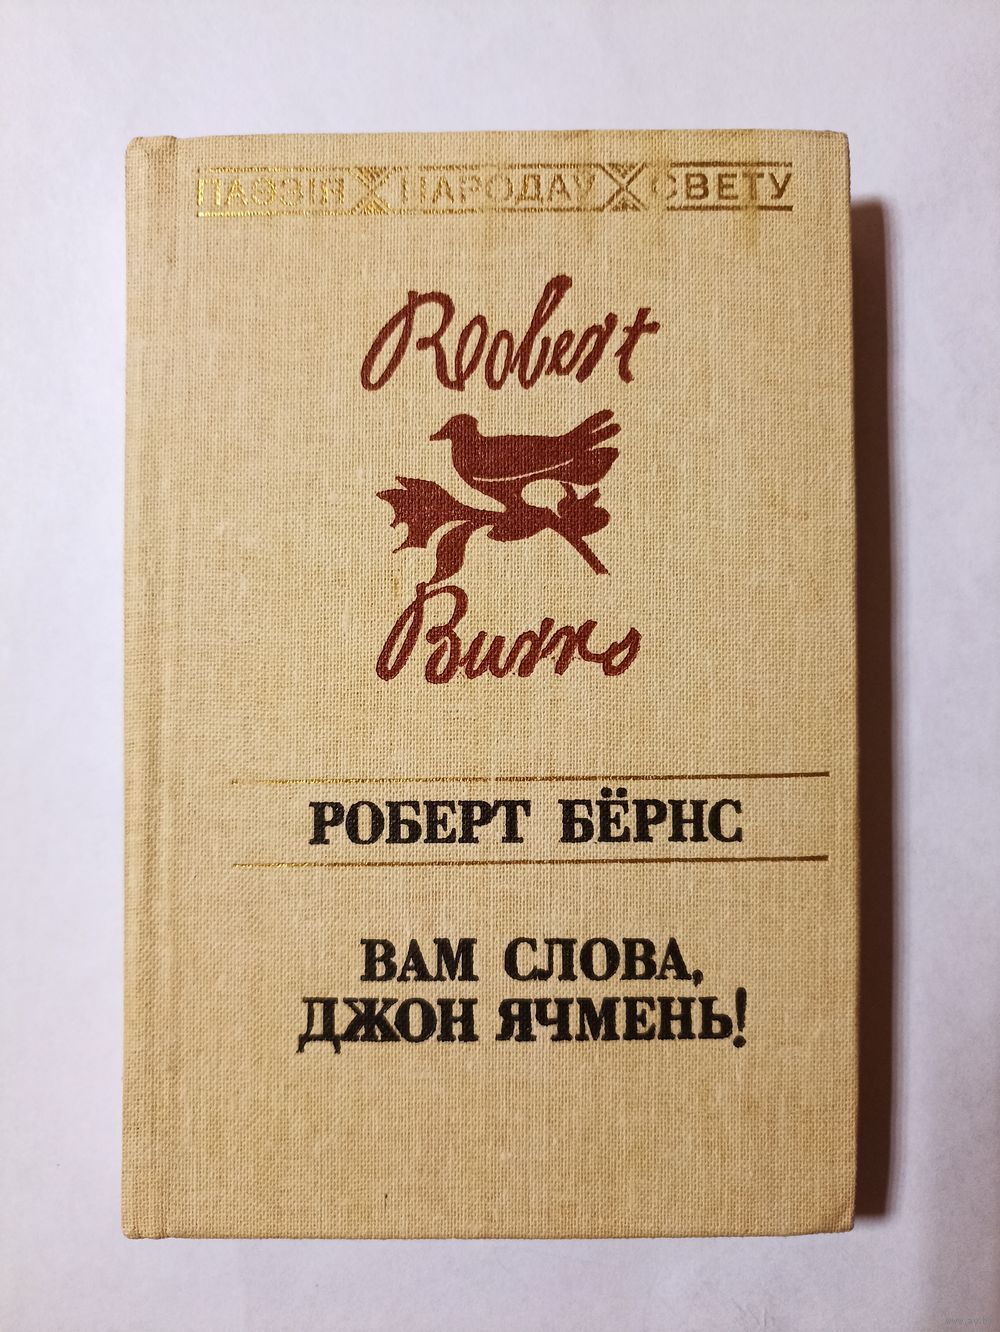 ПАЭЗІЯ НАРОДАЎ СВЕТУ
Robert
Burns
РОБЕРТ БЁРНС
ВАМ СЛОВА,
ДЖОН ЯЧМЕНЬ!